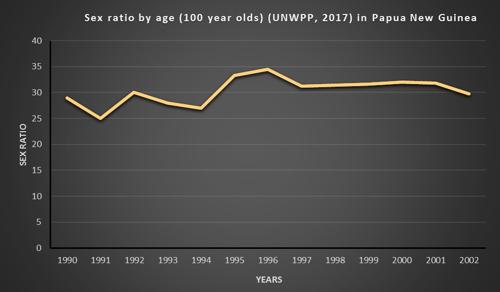 Sex ratio by age (100 year olds) (UNWPP, 2017) in Papua New Guinea
40
35
30
25
20
15
10
5
0
SEX RATIO
1990 1991 1992 1993 1994 1995 1996 1997 1998 1999 2000 2001 2002
YEARS